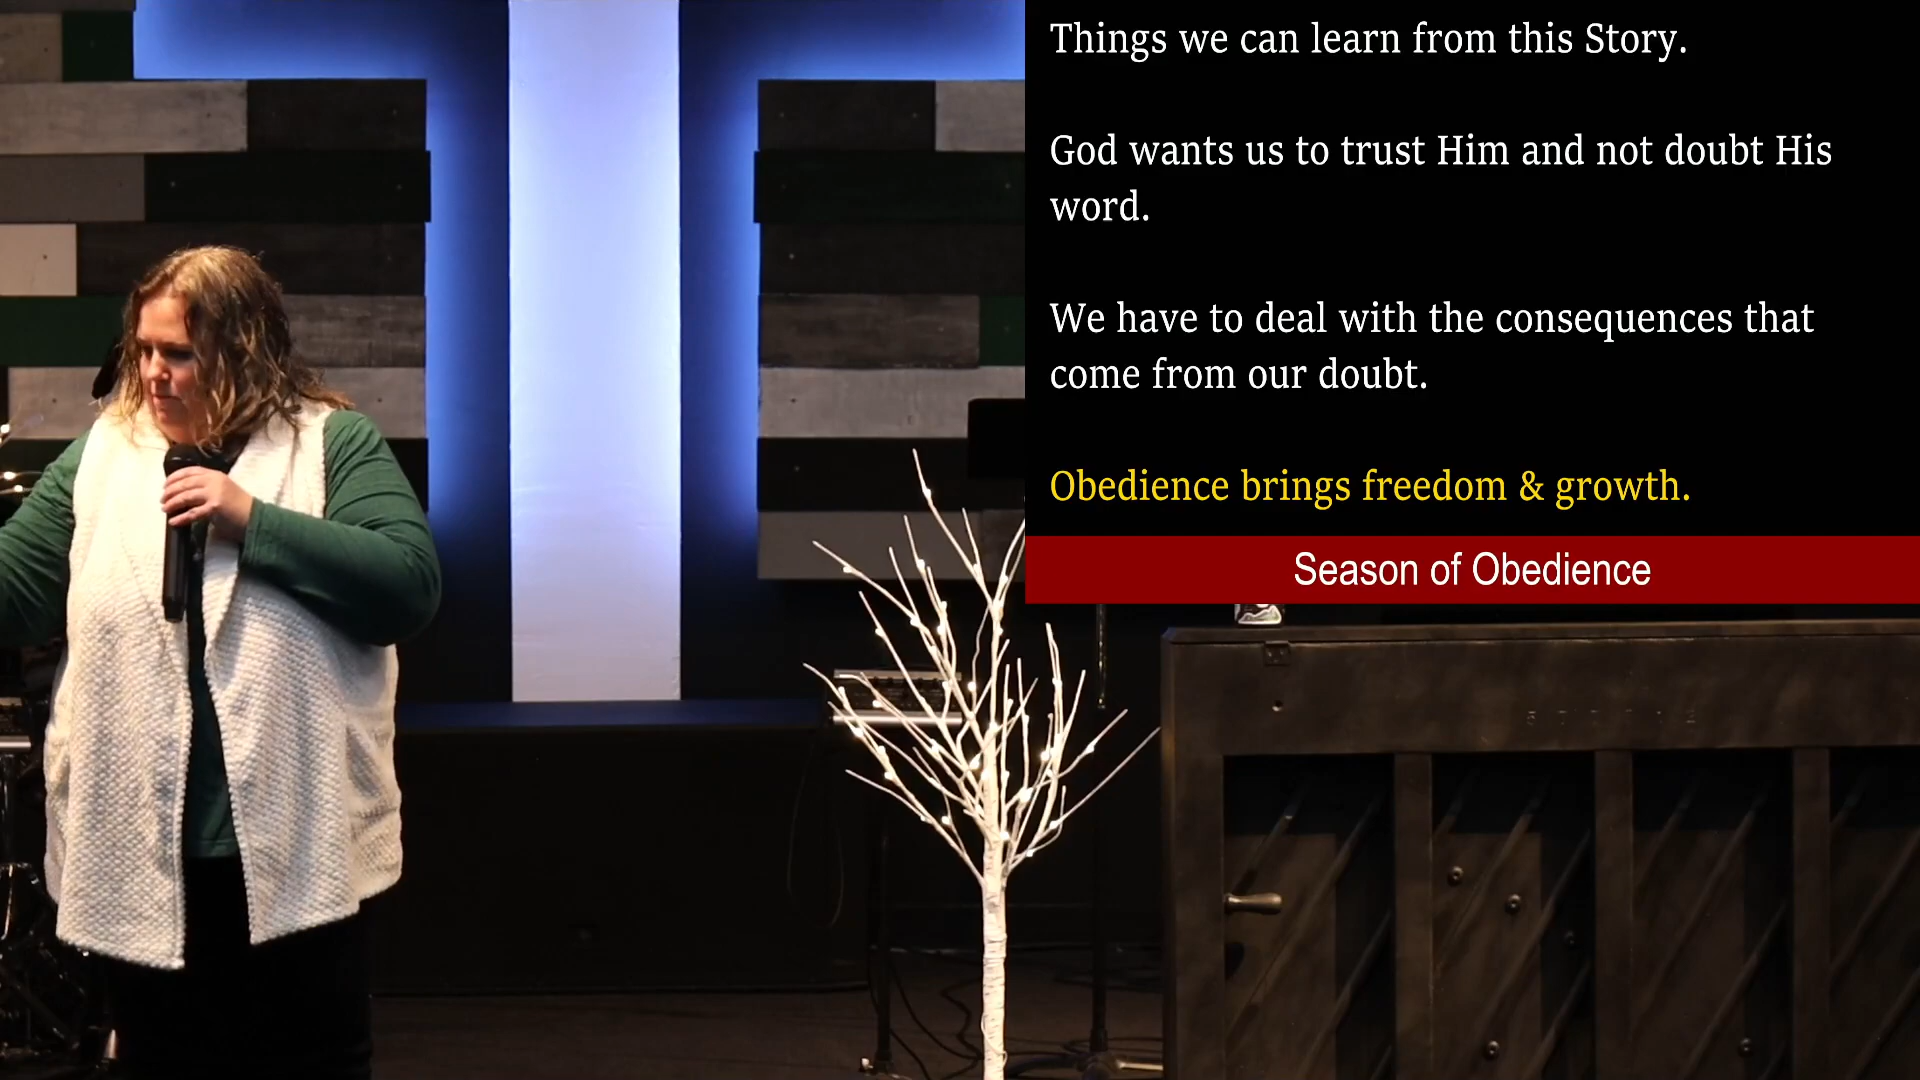 Things we can learn from this Story.
God wants us to trust Him and not doubt His
word.
We have to deal with the consequences that
come from our doubt.
Obedience brings freedom & growth.
Season of Obedience